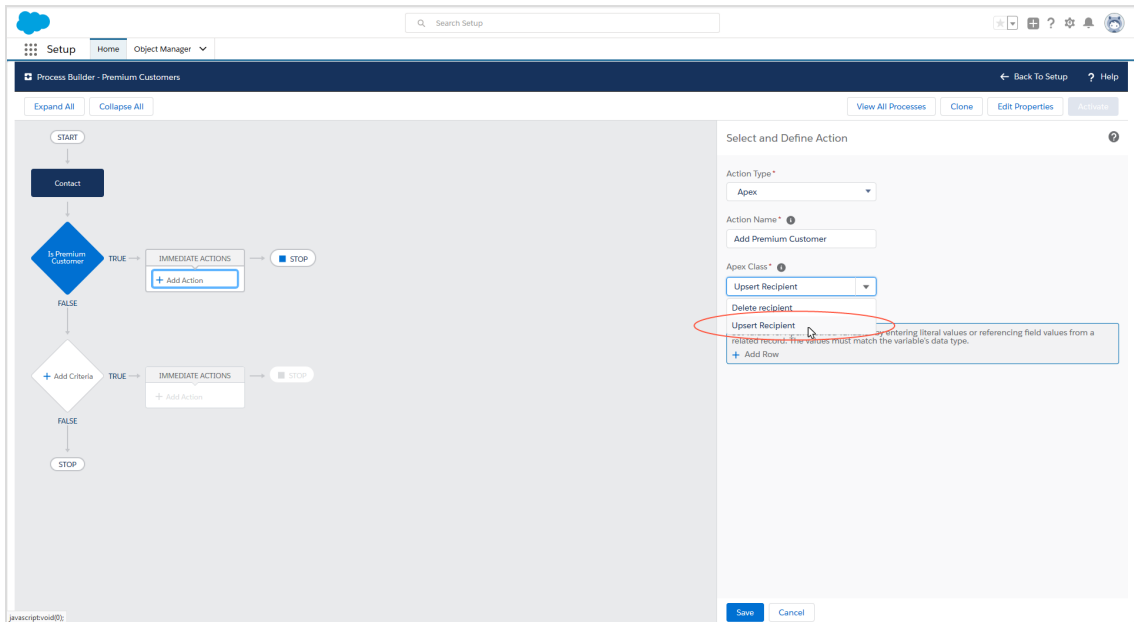 Search Setup
Setup
Home
Object Manager
Process Builder - Premium Customers
Back To Setup
? Help
Expand All
Collapse All
View All Processes
Clone
Edit Properties
Activate
START
Contact
Is Premium
Customer
TRUE
IMMEDIATE ACTIONS
+ Add Action
STOP
FALSE
+ Add Criteria
TRUE
IMMEDIATE ACTIONS
+ Add Action
STOP
FALSE
STOP
Select and Define Action
Action Type*
Apex
Action Name*
Add Premium Customer
Apex Class*
Upsert Recipient
Delete recipient
Upsert Recipient
by entering literal values or referencing field values from a
related record. The values must match the variable's data type.
+ Add Row
Save
Cancel
javascript:void(0);